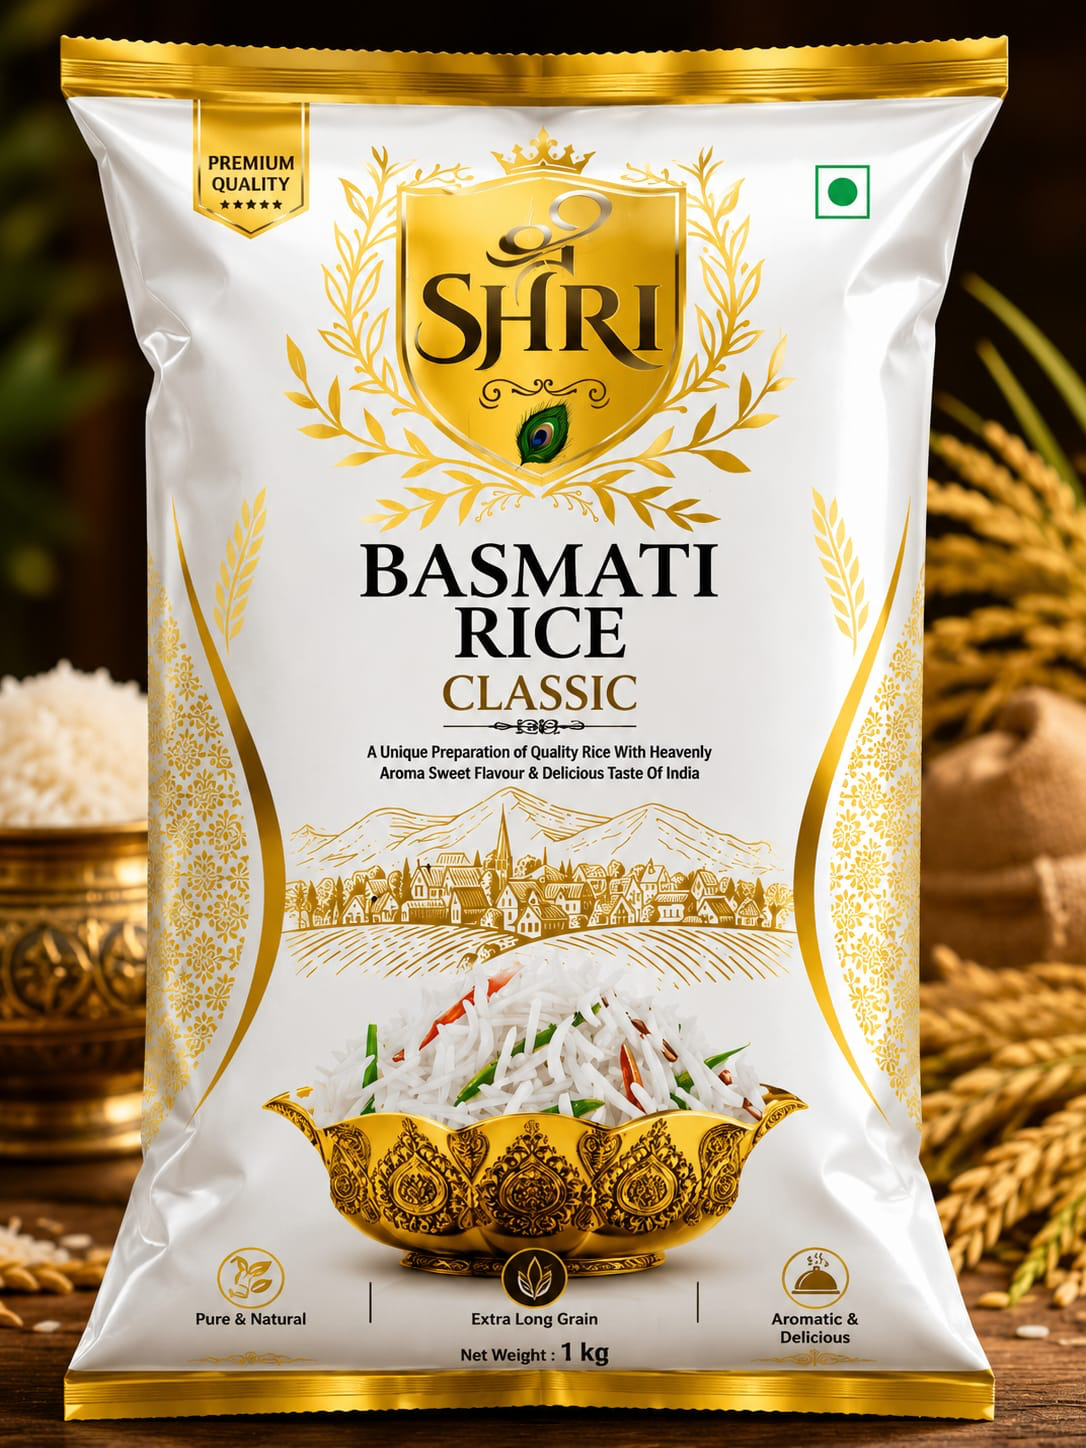 PREMIUM
QUALITY
श्री
SHRI
BASMATI
RICE
CLASSIC
A Unique Preparation of Quality Rice With Heavenly
Aroma Sweet Flavour & Delicious Taste Of India
Pure & Natural
Extra Long Grain
Aromatic &
Delicious
Net Weight : 1 kg